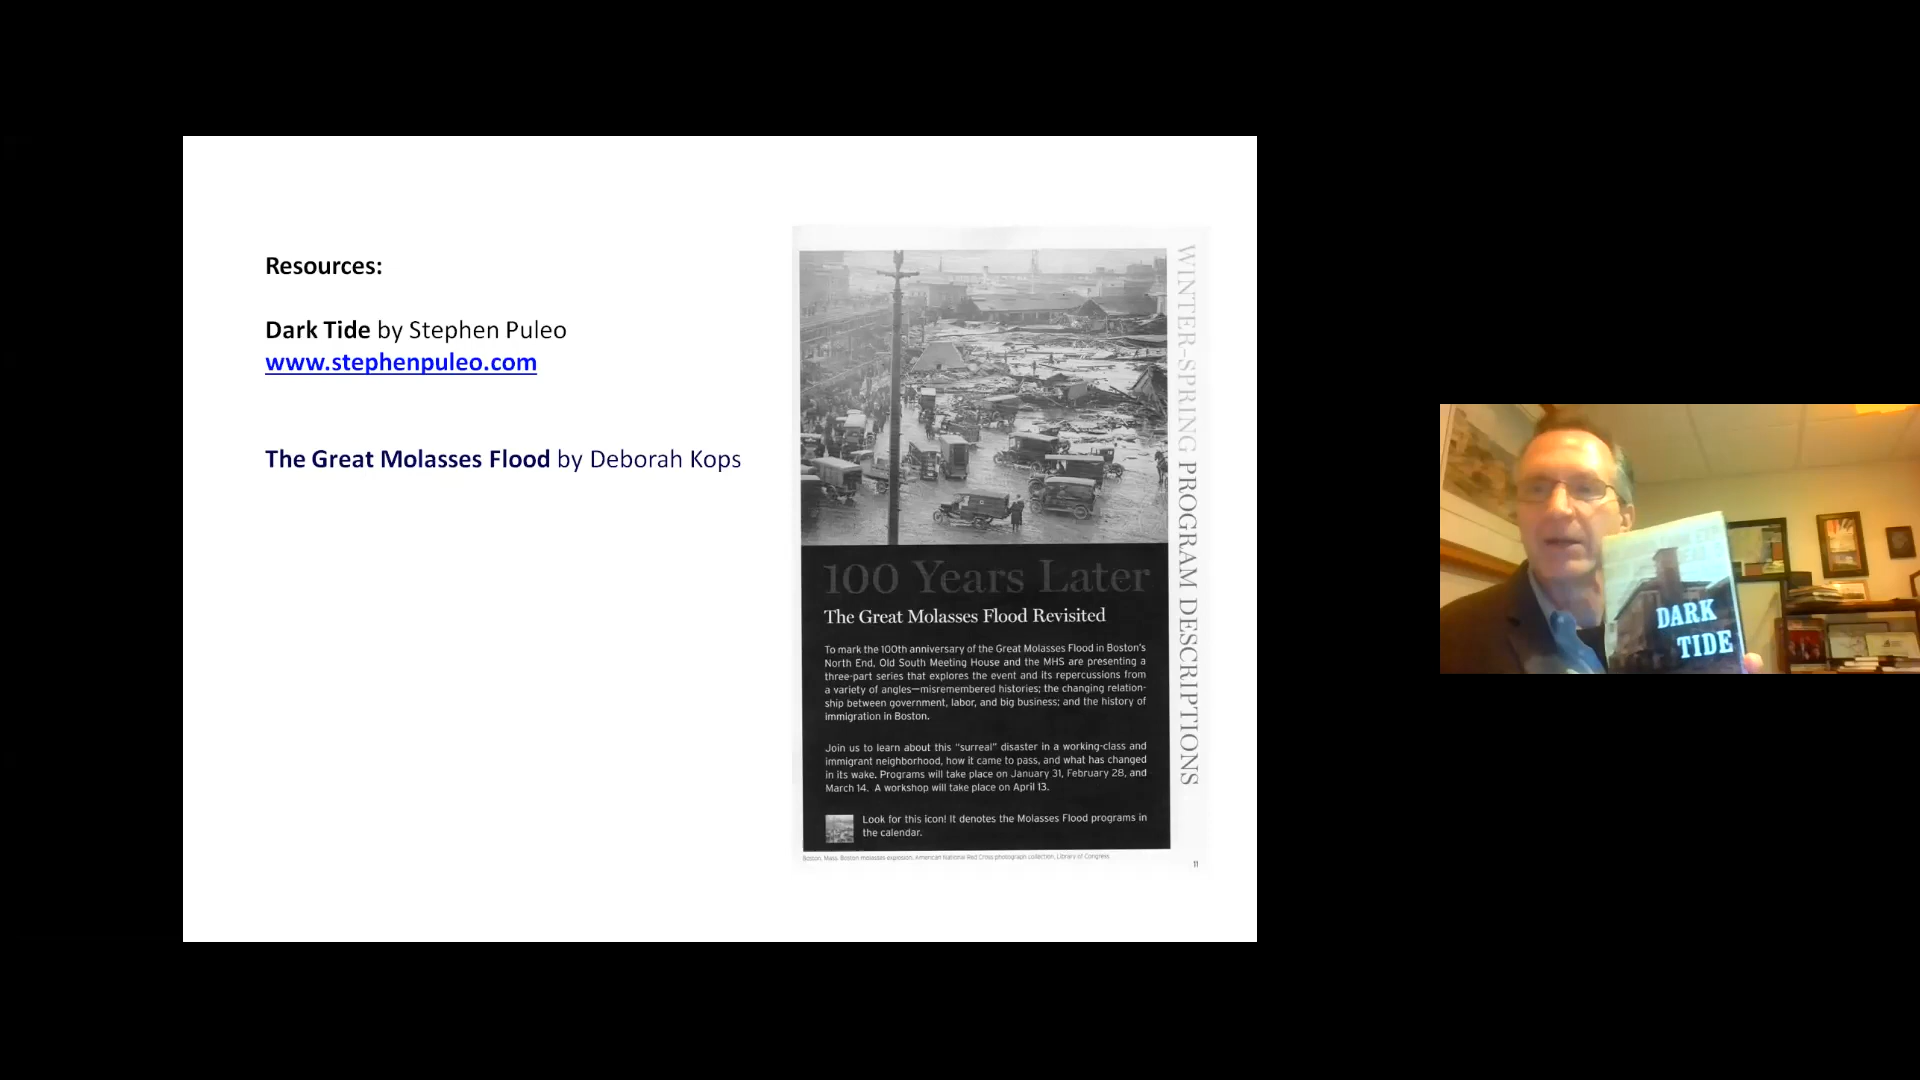 Resources:
Dark Tide by Stephen Puleo
www.stephenpuleo.com
The Great Molasses Flood by Deborah Kops
WINTER-SPRING PROGRAM DESCRIPTIONS
100 Years Later
The Great Molasses Flood Revisited
To mark the 100th anniversary of the Great Molasses Flood in Boston's
North End, Old South Meeting House and the MHS are presenting a
three-part series that explores the event and its repercussions from
a variety of angles—misremembered histories; the changing relation-
ship between government, labor, and big business; and the history of
immigration in Boston.
Join us to learn about this "surreal" disaster in a working-class and
immigrant neighborhood, how it came to pass, and what has changed
in its wake. Programs will take place on January 31, February 28, and
March 14. A workshop will take place on April 13.
Look for this icon! It denotes the Molasses Flood programs in
the calendar.
Boston, Mass. Boston molasses explosion, American National Red Cross photograph collection, Library of Congress
11
DARK
TIDE